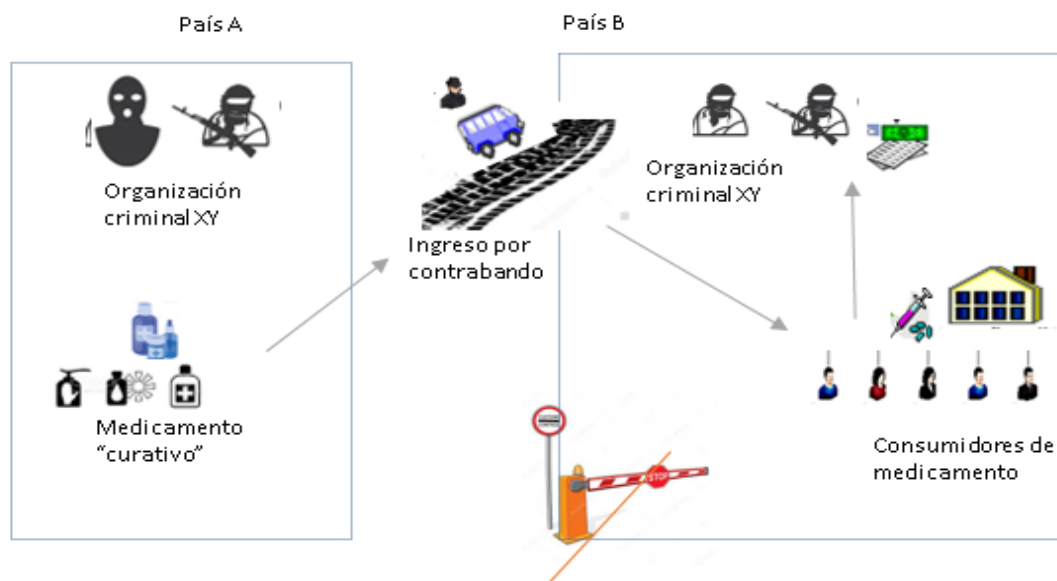 País A
País B
Organización
criminal XY
Organización
criminal XY
Ingreso por
contrabando
Medicamento
“curativo”
STOP
Consumidores de
medicamento